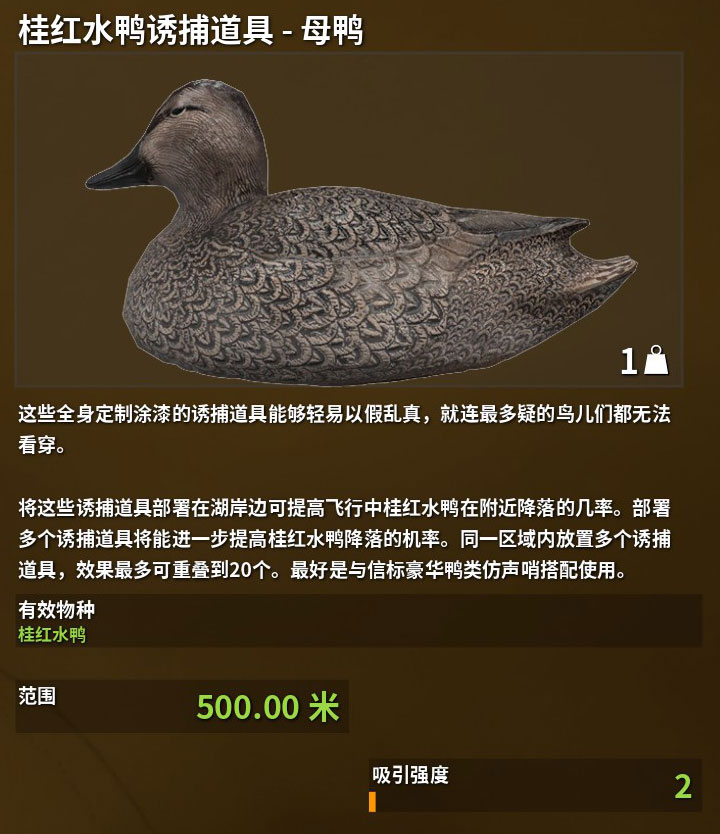 桂红水鸭诱捕道具 - 母鸭
1
这些全身定制涂漆的诱捕道具能够轻易以假乱真，就连最多疑的鸟儿们都无法
看穿。
将这些诱捕道具部署在湖岸边可提高飞行中桂红水鸭在附近降落的几率。部署
多个诱捕道具将能进一步提高桂红水鸭降落的机率。同一区域内放置多个诱捕
道具，效果最多可重叠到20个。最好是与信标豪华鸭类仿声哨搭配使用。
有效物种
桂红水鸭
范围
500.00 米
吸引强度
2